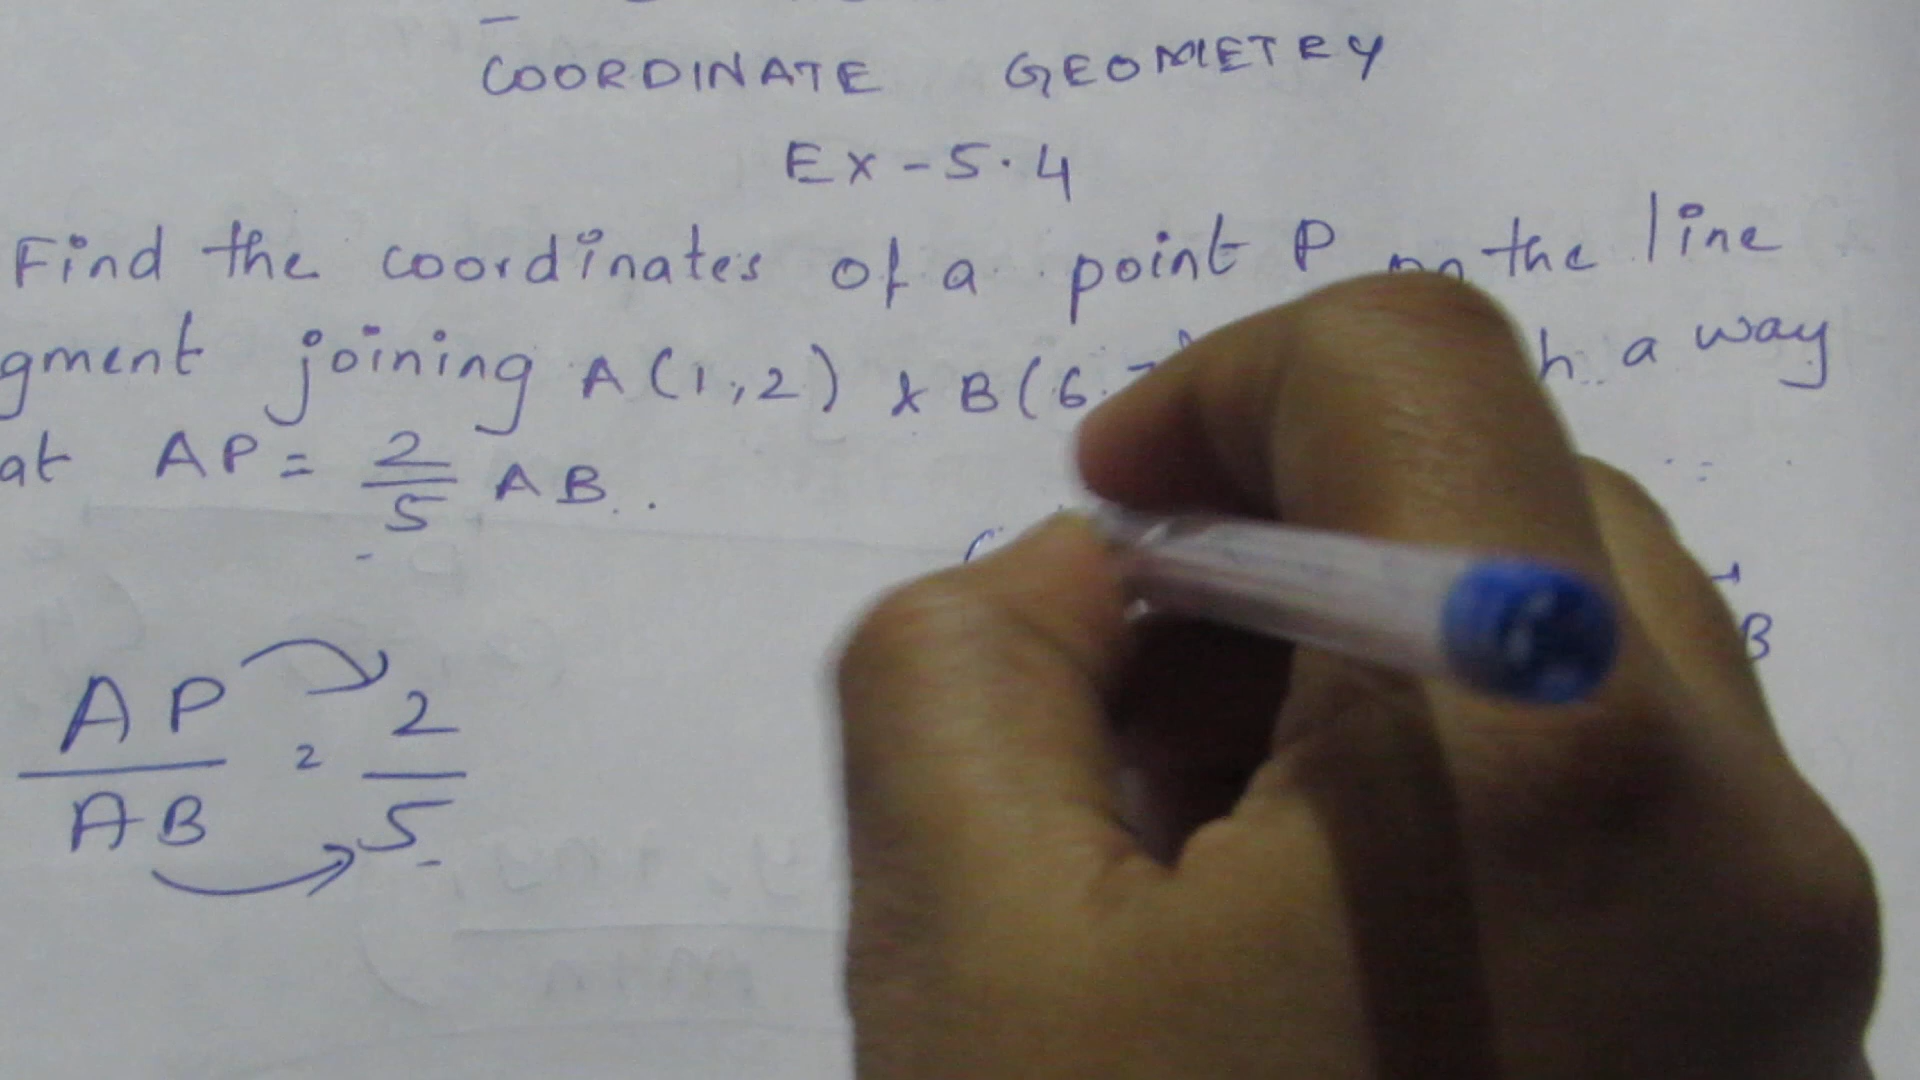 COORDINATE GEOMETRY
EX-5.4
Find the coordinates of a point P on the line
gment joining A(1,2) & B(6 h a way
at AP = 2/5 AB.
B
AP/AB = 2/5